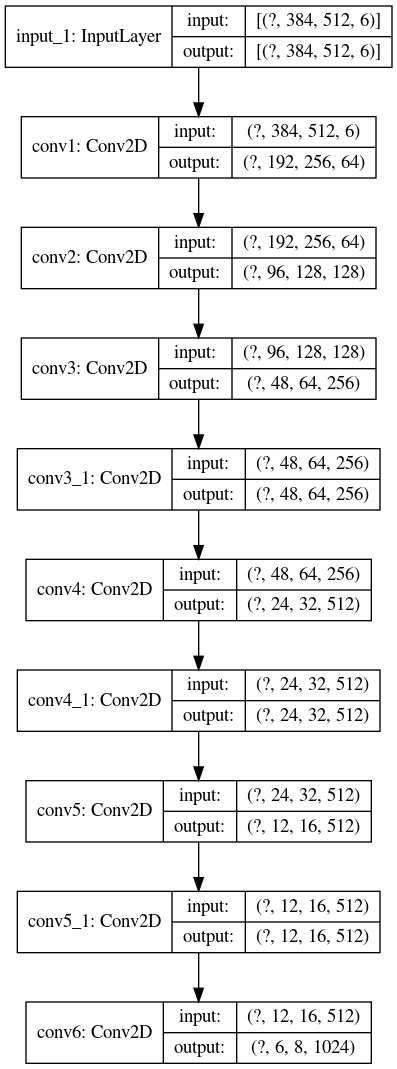 input_1: InputLayer
input: [(?, 384, 512, 6)]
output: [(?, 384, 512, 6)]
conv1: Conv2D
input: (?, 384, 512, 6)
output: (?, 192, 256, 64)
conv2: Conv2D
input: (?, 192, 256, 64)
output: (?, 96, 128, 128)
conv3: Conv2D
input: (?, 96, 128, 128)
output: (?, 48, 64, 256)
conv3_1: Conv2D
input: (?, 48, 64, 256)
output: (?, 48, 64, 256)
conv4: Conv2D
input: (?, 48, 64, 256)
output: (?, 24, 32, 512)
conv4_1: Conv2D
input: (?, 24, 32, 512)
output: (?, 24, 32, 512)
conv5: Conv2D
input: (?, 24, 32, 512)
output: (?, 12, 16, 512)
conv5_1: Conv2D
input: (?, 12, 16, 512)
output: (?, 12, 16, 512)
conv6: Conv2D
input: (?, 12, 16, 512)
output: (?, 6, 8, 1024)